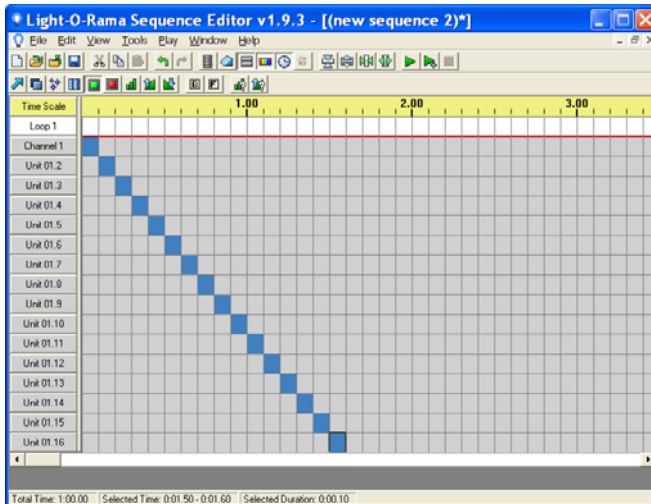 Light-O-Rama Sequence Editor v1.9.3 - [(new sequence 2)*]
File Edit View Tools Play Window Help
Time Scale 1.00 2.00 3.00
Loop 1
Channel 1
Unit 01.2
Unit 01.3
Unit 01.4
Unit 01.5
Unit 01.6
Unit 01.7
Unit 01.8
Unit 01.9
Unit 01.10
Unit 01.11
Unit 01.12
Unit 01.13
Unit 01.14
Unit 01.15
Unit 01.16
Total Time: 1:00.00 Selected Time: 0:01.50 - 0:01.60 Selected Duration: 0:00.10